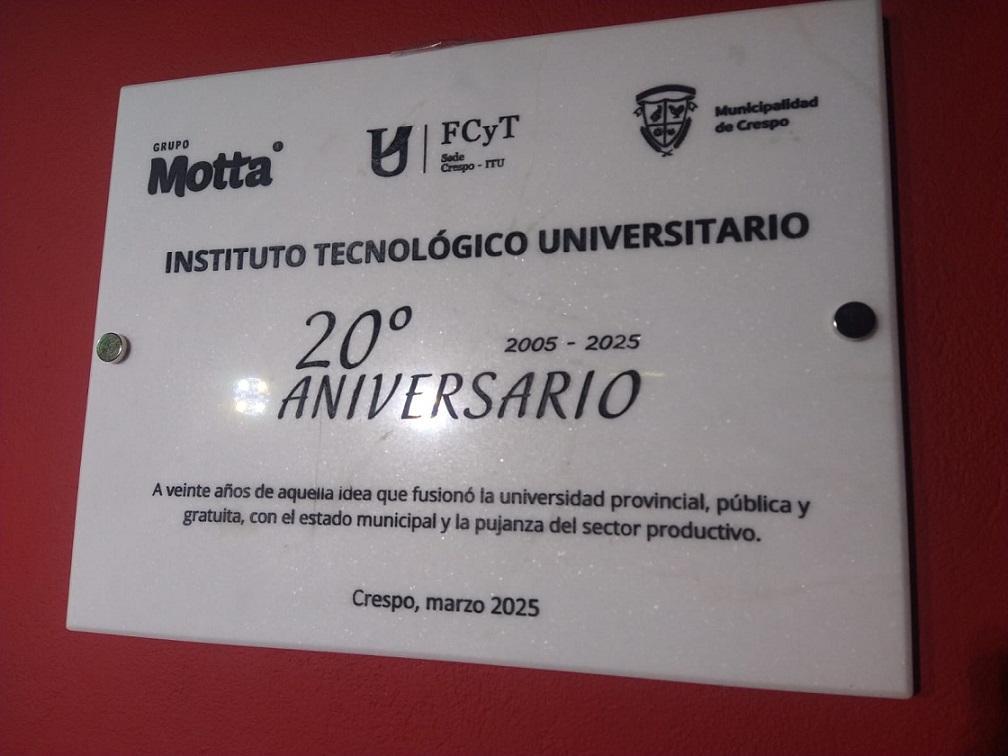 GRUPO
Motta
FCyT
Sede
Crespo - ITU
Municipalidad
de Crespo
INSTITUTO TECNOLÓGICO UNIVERSITARIO
20°
2005 - 2025
ANIVERSARIO
A veinte años de aquella idea que fusionó la universidad provincial, pública y
gratuita, con el estado municipal y la pujanza del sector productivo.
Crespo, marzo 2025